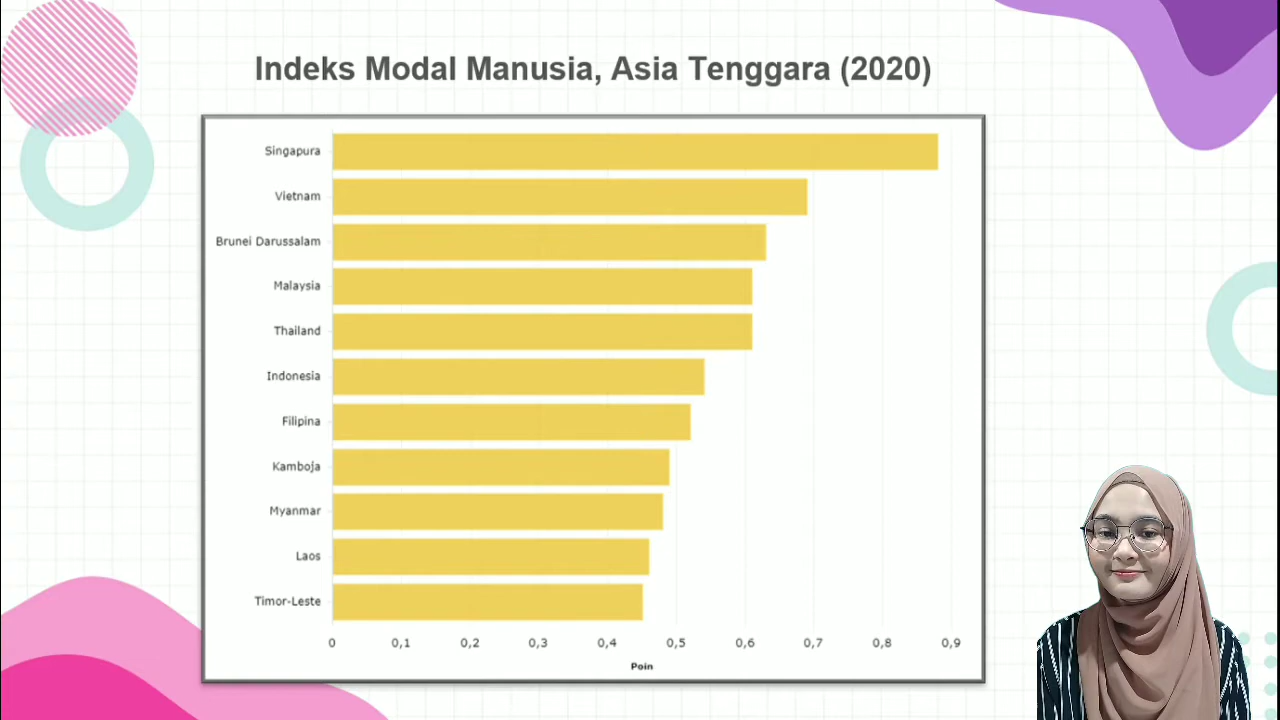 Indeks Modal Manusia, Asia Tenggara (2020)
Singapura
Vietnam
Brunei Darussalam
Malaysia
Thailand
Indonesia
Filipina
Kamboja
Myanmar
Laos
Timor-Leste
0 0,1 0,2 0,3 0,4 0,5 0,6 0,7 0,8 0,9
Poin